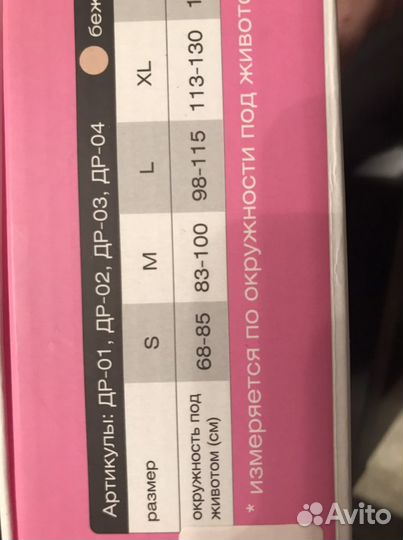 Артикулы: ДР-01, ДР-02, ДР-03, ДР-04
размер S M L XL
окружность под животом (см) 68-85 83-100 98-115 113-130
* измеряется по окружности под
Avito